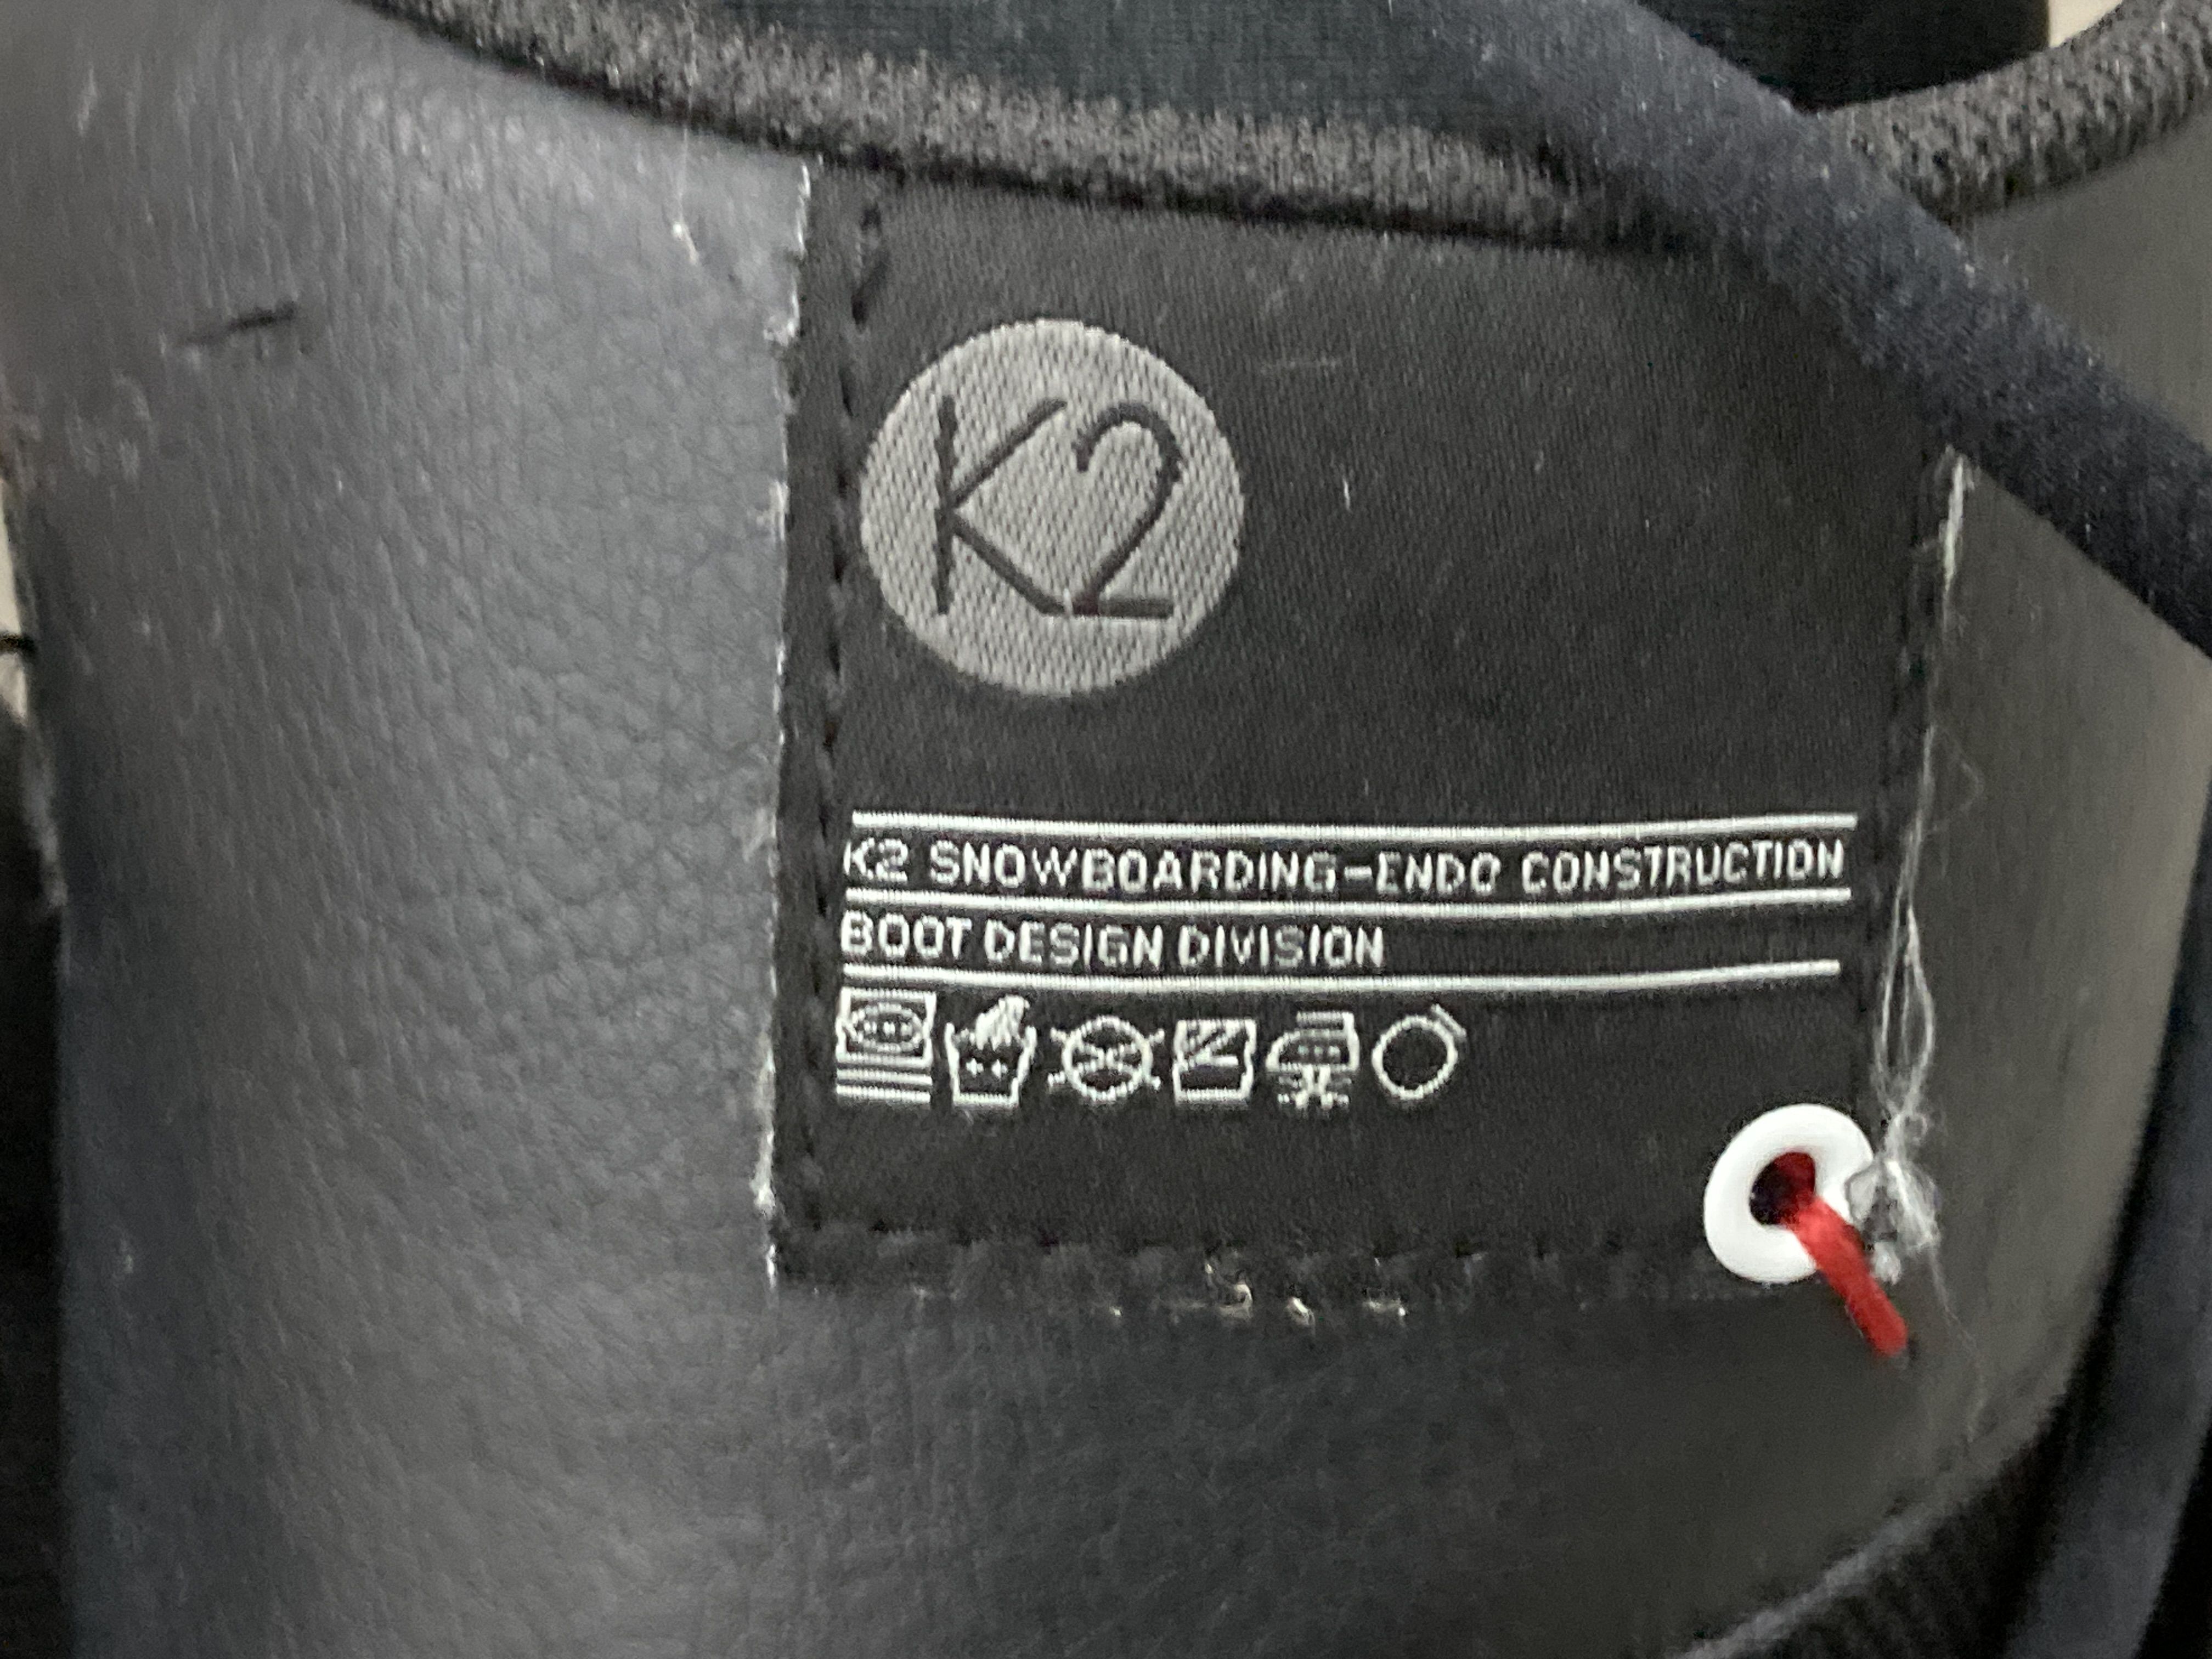 K2
K2 SNOWBOARDING-ENDO CONSTRUCTION
BOOT DESIGN DIVISION